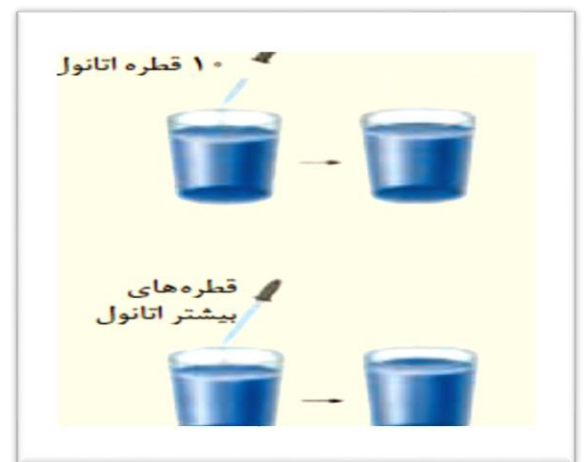 ۱۰ قطره اتانول
قطره‌های
بیشتر اتانول